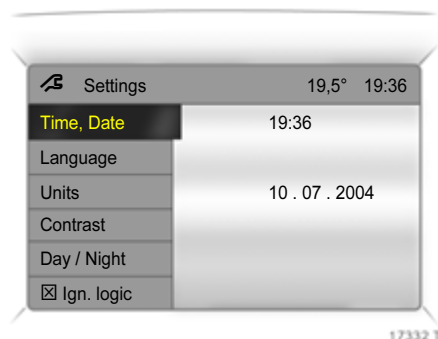 Settings 19,5° 19:36
Time, Date 19:36
Language
Units 10 . 07 . 2004
Contrast
Day / Night
☒ Ign. logic
17332 T